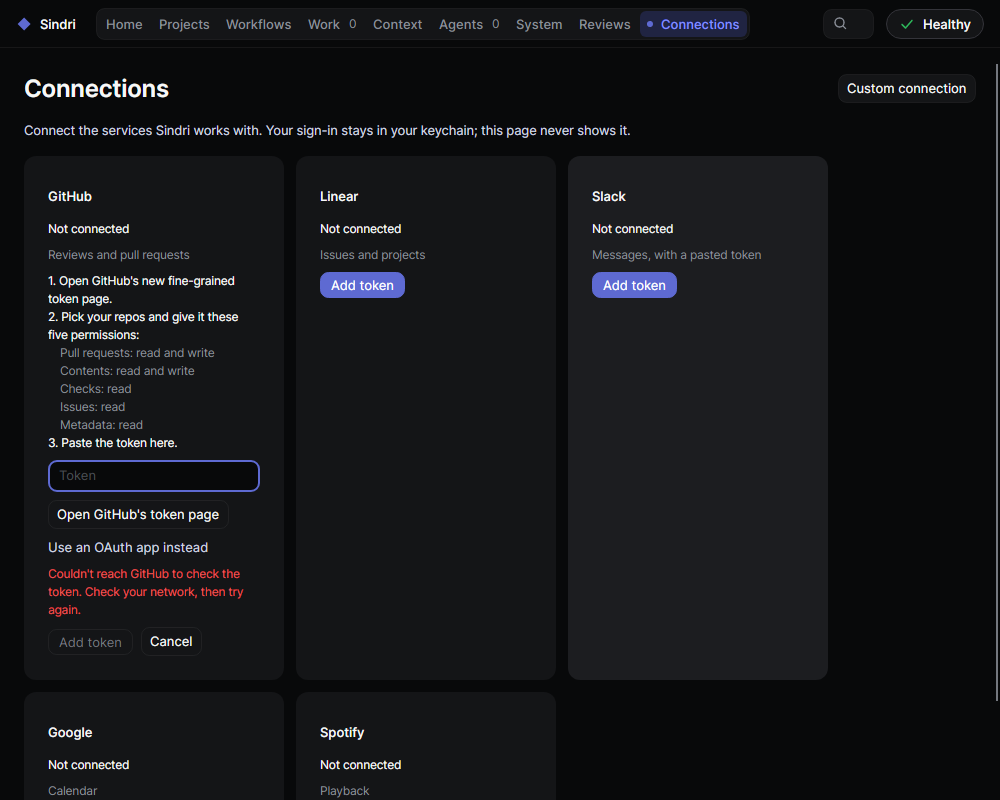 Sindri
Home Projects Workflows Work 0 Context Agents 0 System Reviews Connections
Healthy
Connections
Custom connection
Connect the services Sindri works with. Your sign-in stays in your keychain; this page never shows it.
GitHub
Not connected
Reviews and pull requests
1. Open GitHub's new fine-grained
token page.
2. Pick your repos and give it these
five permissions:
Pull requests: read and write
Contents: read and write
Checks: read
Issues: read
Metadata: read
3. Paste the token here.
Token
Open GitHub's token page
Use an OAuth app instead
Couldn't reach GitHub to check the
token. Check your network, then try
again.
Add token Cancel
Linear
Not connected
Issues and projects
Add token
Slack
Not connected
Messages, with a pasted token
Add token
Google
Not connected
Calendar
Spotify
Not connected
Playback